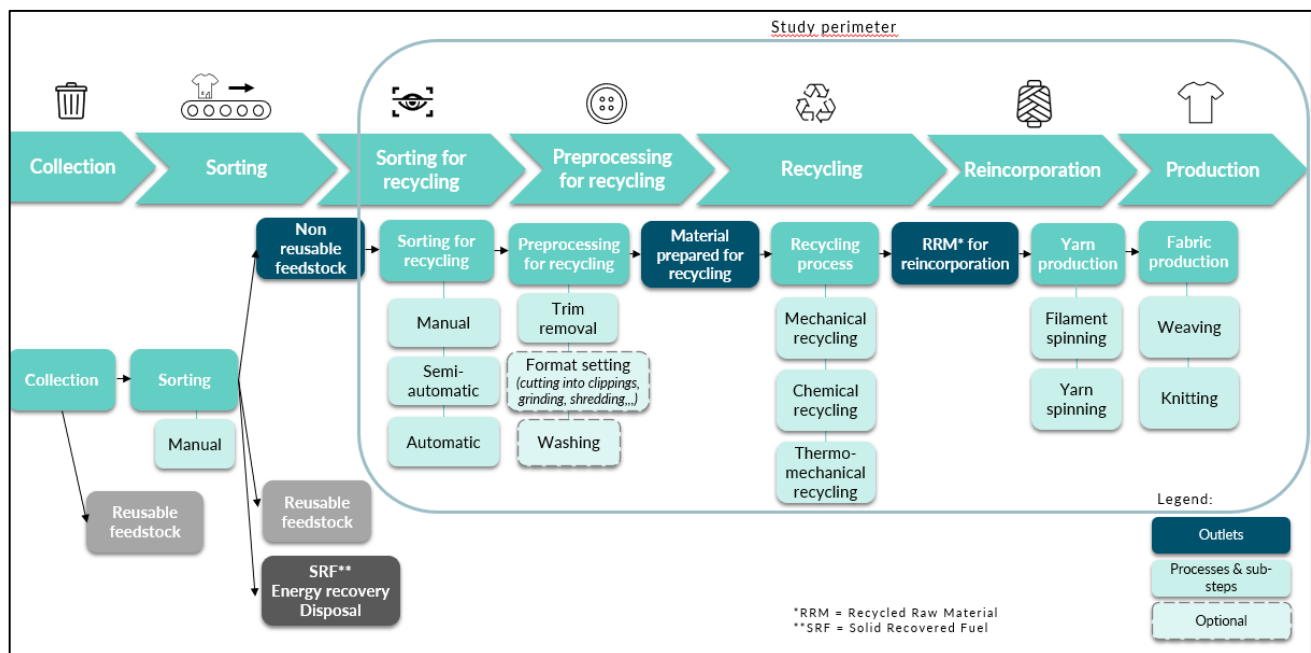 Study perimeter
Collection
Sorting
Sorting for
recycling
Preprocessing
for recycling
Recycling
Reincorporation
Production
Non
reusable
feedstock
Sorting for
recycling
Preprocessing
for recycling
Material
prepared for
recycling
Recycling
process
RRM* for
reincorporation
Yarn
production
Fabric
production
Manual
Semi-
automatic
Automatic
Trim
removal
Format setting
(cutting into clippings,
grinding, shredding,,,)
Washing
Mechanical
recycling
Chemical
recycling
Thermo-
mechanical
recycling
Filament
spinning
Yarn
spinning
Weaving
Knitting
Collection
Sorting
Manual
Reusable
feedstock
Reusable
feedstock
SRF**
Energy recovery
Disposal
Legend:
Outlets
Processes & sub-
steps
Optional
*RRM = Recycled Raw Material
**SRF = Solid Recovered Fuel